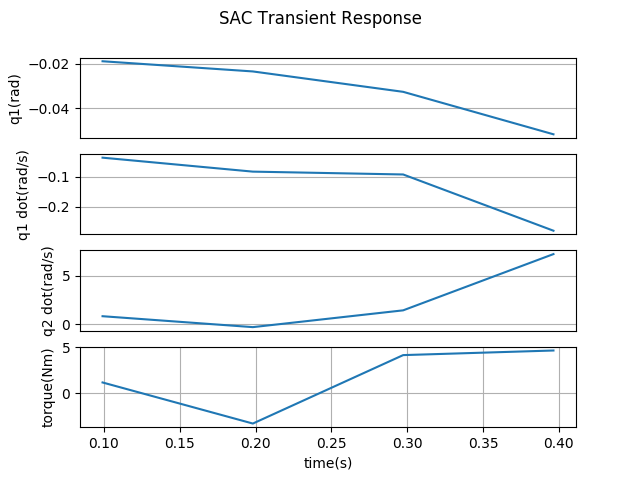 SAC Transient Response
−0.02
−0.04
q1(rad)
−0.1
−0.2
q1 dot(rad/s)
5
0
q2 dot(rad/s)
5
0
torque(Nm)
0.10 0.15 0.20 0.25 0.30 0.35 0.40
time(s)